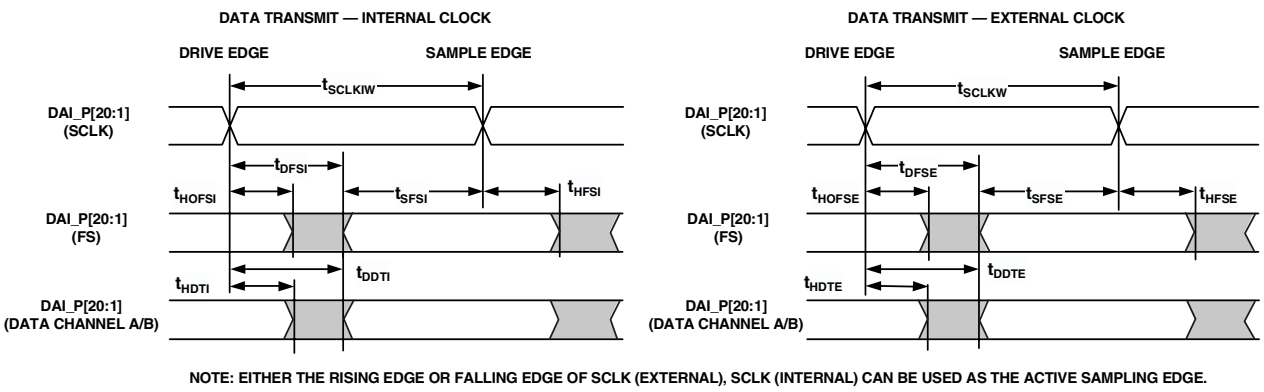 DATA TRANSMIT — INTERNAL CLOCK
DRIVE EDGE
SAMPLE EDGE
tSCLKIW
DAI_P[20:1]
(SCLK)
tDFSI
tHOFSI
tSFSI
tHFSI
DAI_P[20:1]
(FS)
tDDTI
tHDTI
DAI_P[20:1]
(DATA CHANNEL A/B)
DATA TRANSMIT — EXTERNAL CLOCK
DRIVE EDGE
SAMPLE EDGE
tSCLKW
DAI_P[20:1]
(SCLK)
tDFSE
tHOFSE
tSFSE
tHFSE
DAI_P[20:1]
(FS)
tDDTE
tHDTE
DAI_P[20:1]
(DATA CHANNEL A/B)
NOTE: EITHER THE RISING EDGE OR FALLING EDGE OF SCLK (EXTERNAL), SCLK (INTERNAL) CAN BE USED AS THE ACTIVE SAMPLING EDGE.